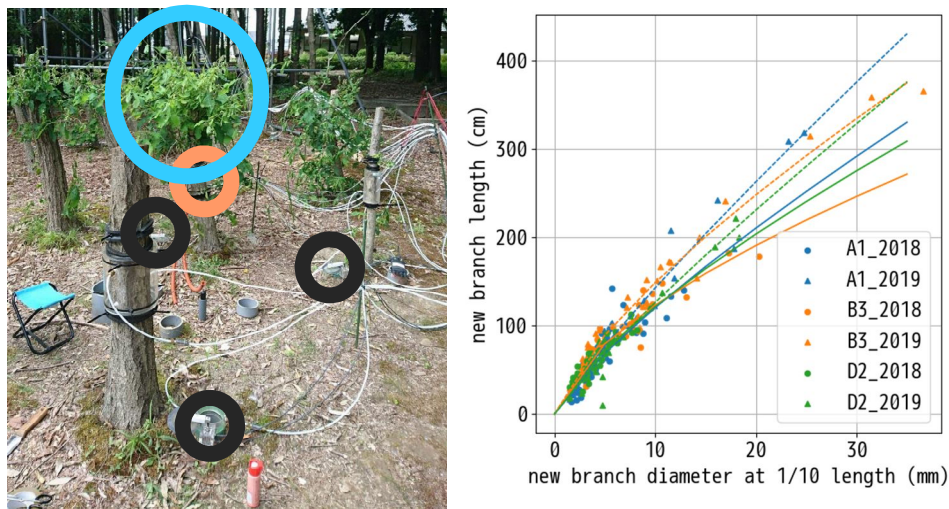 400
300
200
100
0
new branch length (cm)
A1_2018
A1_2019
B3_2018
B3_2019
D2_2018
D2_2019
0 10 20 30
new branch diameter at 1/10 length (mm)